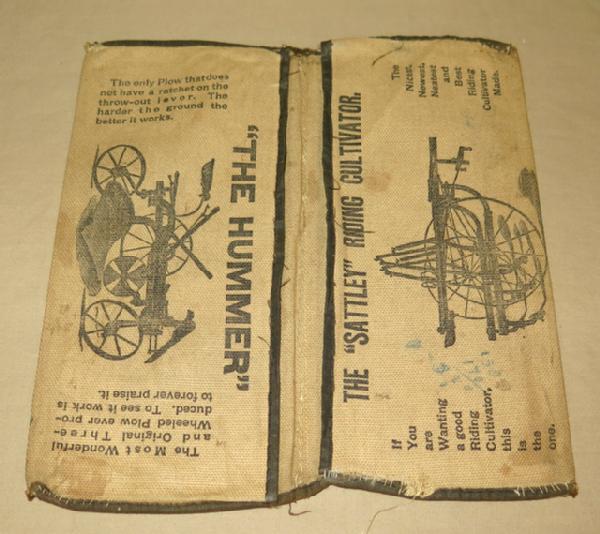 The only Plow that does
not have a ratchet on the
throw-out lever. The
harder the ground the
better it works.
"THE HUMMER"
The Most Wonderful
and Original Three-
Wheeled Plow ever pro-
duced. To see it work is
to forever praise it.
THE "SATTLEY" RIDING CULTIVATOR.
If
You
are
Wanting
a good
Riding
Cultivator,
this
is
the
one.
The
Nicest,
Newest,
Neatest
and
Best
Riding
Cultivator
Made.